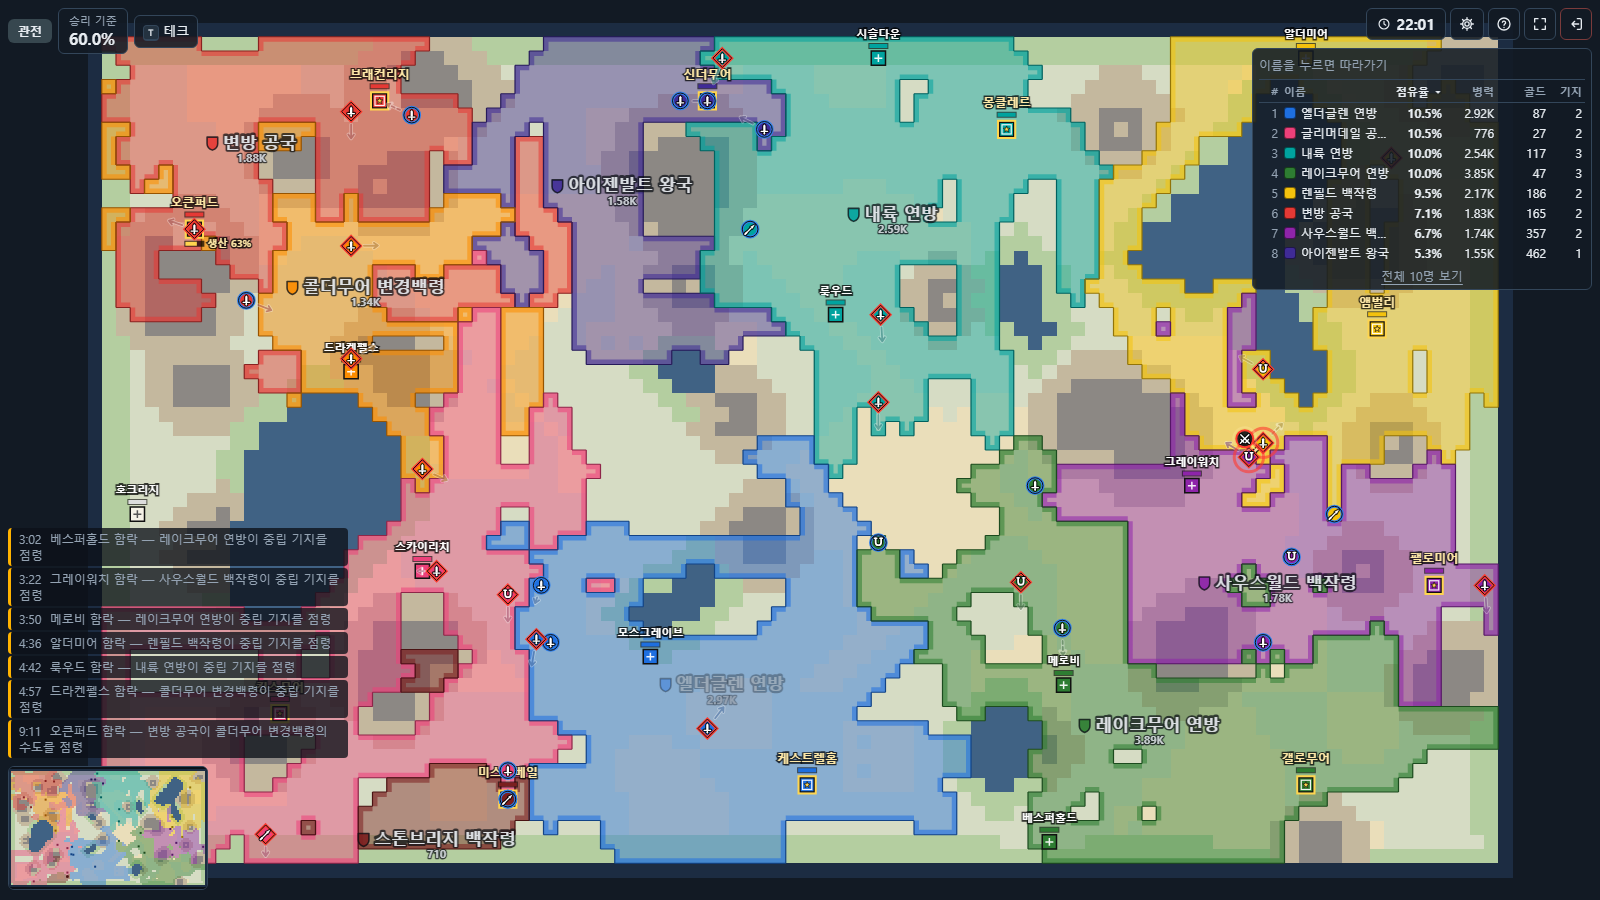 관전
승리 기준
60.0%
T 테크
22:01
이름을 누르면 따라가기
# 이름 점유율 병력 골드 기지
1 엘더글렌 연방 10.5% 2.92K 87 2
2 글리머데일 공... 10.5% 776 27 2
3 내륙 연방 10.0% 2.54K 117 3
4 레이크무어 연방 10.0% 3.85K 47 3
5 렌필드 백작령 9.5% 2.17K 186 2
6 변방 공국 7.1% 1.83K 165 2
7 사우스월드 백... 6.7% 1.74K 357 2
8 아이젠발트 왕국 5.3% 1.55K 462 1
전체 10명 보기
시슬다운
알더미어
브래컨리지
신더무어
몽클레르
변방 공국
1.88K
아이젠발트 왕국
1.58K
오큰퍼드
생산 63%
내륙 연방
2.59K
콜더무어 변경백령
1.34K
룩우드
앰벌리
드라켄펠스
그레이워치
호크리지
스카이리치
팰로미어
사우스월드 백작령
1.78K
모스그레이브
메로비
엘더글렌 연방
2.97K
레이크무어 연방
3.89K
케스트렐홈
갤로무어
베스퍼홀드
스톤브리지 백작령
710
3:02 베스퍼홀드 함락 — 레이크무어 연방이 중립 기지를
점령
3:22 그레이워치 함락 — 사우스월드 백작령이 중립 기지를
점령
3:50 메로비 함락 — 레이크무어 연방이 중립 기지를 점령
4:36 알더미어 함락 — 렌필드 백작령이 중립 기지를 점령
4:42 룩우드 함락 — 내륙 연방이 중립 기지를 점령
4:57 드라켄펠스 함락 — 콜더무어 변경백령이 중립 기지를
점령
9:11 오큰퍼드 함락 — 변방 공국이 콜더무어 변경백령의
수도를 점령